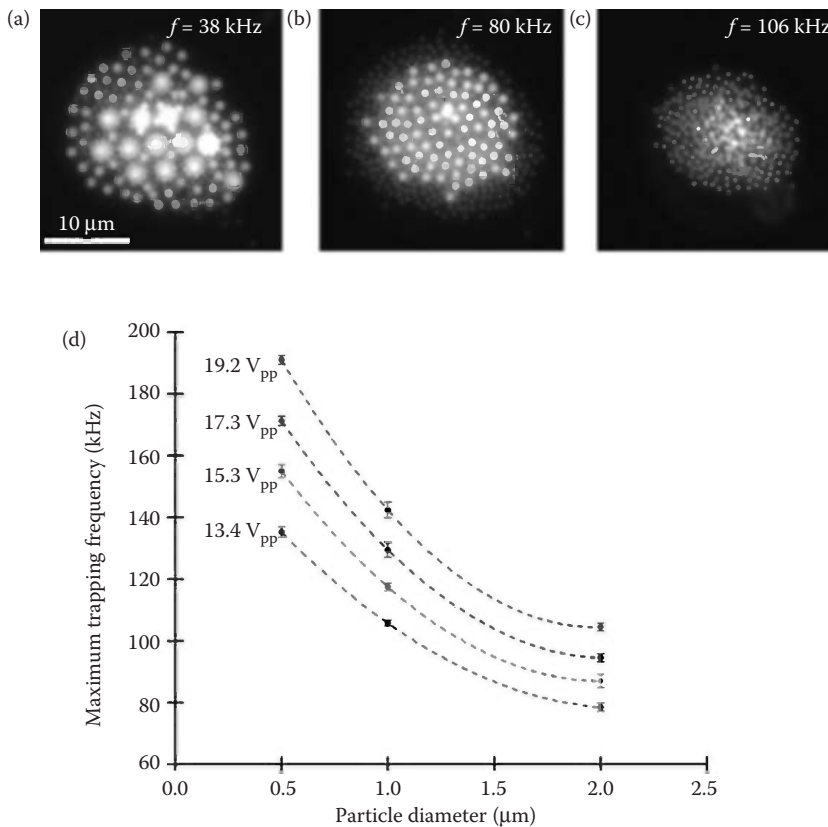 (a) f = 38 kHz (b) f = 80 kHz (c) f = 106 kHz
10 μm
(d)
200
180
160
140
120
100
80
60
Maximum trapping frequency (kHz)
19.2 Vpp
17.3 Vpp
15.3 Vpp
13.4 Vpp
0.0 0.5 1.0 1.5 2.0 2.5
Particle diameter (μm)